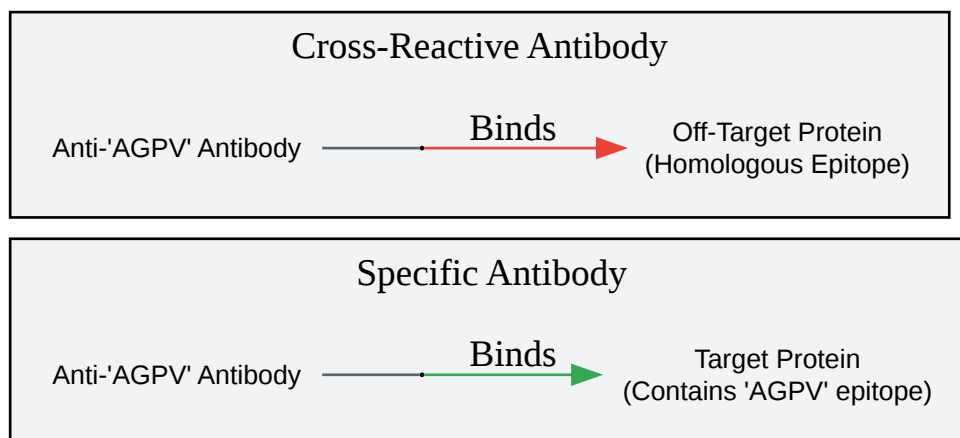 Cross-Reactive Antibody
Anti-'AGPV' Antibody
Binds
Off-Target Protein
(Homologous Epitope)
Specific Antibody
Anti-'AGPV' Antibody
Binds
Target Protein
(Contains 'AGPV' epitope)